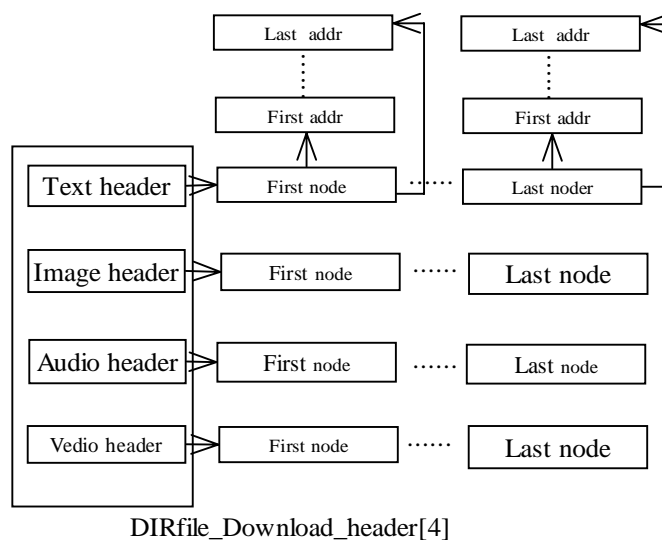 Last addr Last addr
First addr First addr
Text header First node Last noder
Image header First node Last node
Audio header First node Last node
Vedio header First node Last node
DIRfile_Download_header[4]